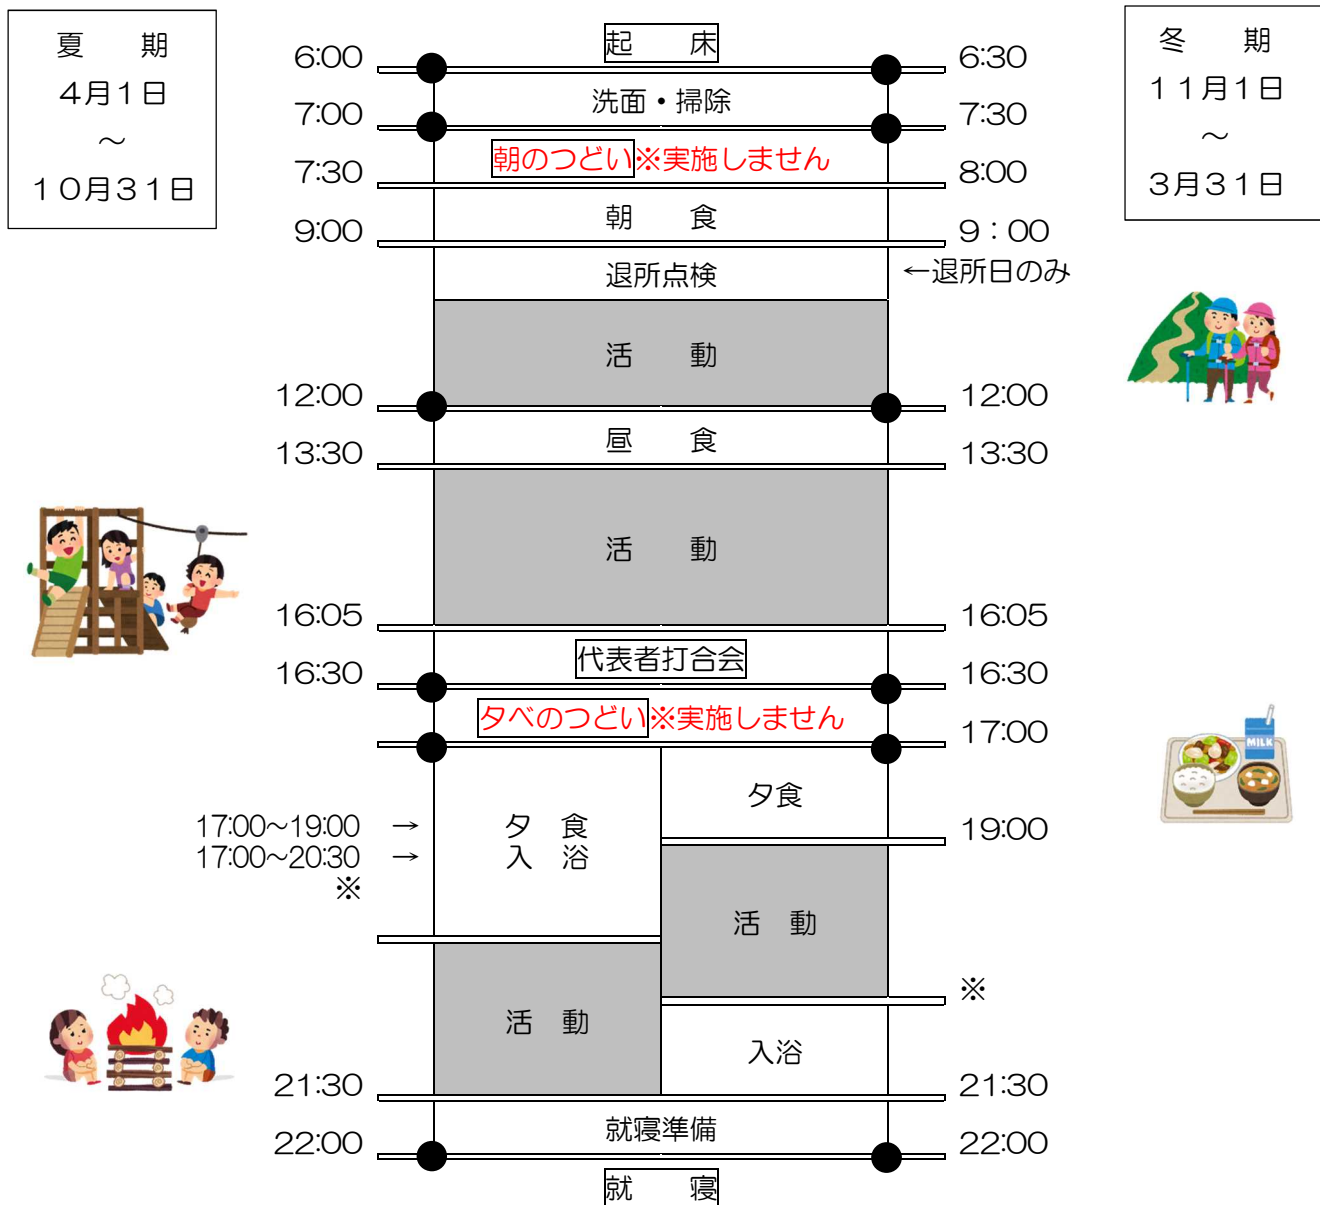 夏　期
4月1日
～
10月31日
冬　期
11月1日
～
3月31日
起　床
6:00
6:30
洗面・掃除
7:00
7:30
朝のつどい※実施しません
7:30
8:00
朝　食
9:00
9：00
退所点検
←退所日のみ
活　動
12:00
12:00
昼　食
13:30
13:30
活　動
16:05
16:05
代表者打合会
16:30
16:30
夕べのつどい※実施しません
17:00
夕食
17:00～19:00　→
夕　食
19:00
17:00～20:30　→
入　浴
※
活　動
※
活　動
入浴
21:30
21:30
就寝準備
22:00
22:00
就　寝
MILK